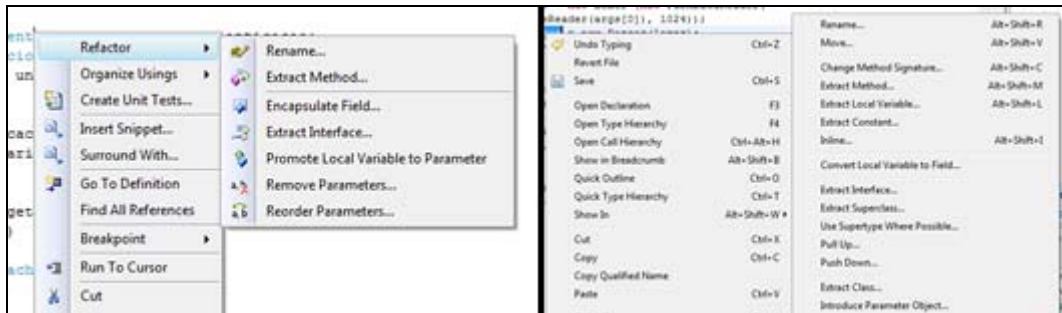 ent
Refactor
Organize Usings
un
Create Unit Tests...
cac
Insert Snippet...
ari
Surround With...
Go To Definition
get
Find All References
Breakpoint
ach
Run To Cursor
Cut
Rename...
Extract Method...
Encapsulate Field...
Extract Interface...
Promote Local Variable to Parameter
Remove Parameters...
Reorder Parameters...
Reader(args[0]), 1024)));
Undo Typing Ctrl+Z
Revert File
Save Ctrl+S
Open Declaration F3
Open Type Hierarchy F4
Open Call Hierarchy Ctrl+Alt+H
Show in Breadcrumb Alt+Shift+B
Quick Outline Ctrl+O
Quick Type Hierarchy Ctrl+T
Show In Alt+Shift+W
Cut Ctrl+X
Copy Ctrl+C
Copy Qualified Name
Paste Ctrl+V
Rename... Alt+Shift+R
Move... Alt+Shift+V
Change Method Signature... Alt+Shift+C
Extract Method... Alt+Shift+M
Extract Local Variable... Alt+Shift+L
Extract Constant...
Inline... Alt+Shift+I
Convert Local Variable to Field...
Extract Interface...
Extract Superclass...
Use Supertype Where Possible...
Pull Up...
Push Down...
Extract Class...
Introduce Parameter Object...